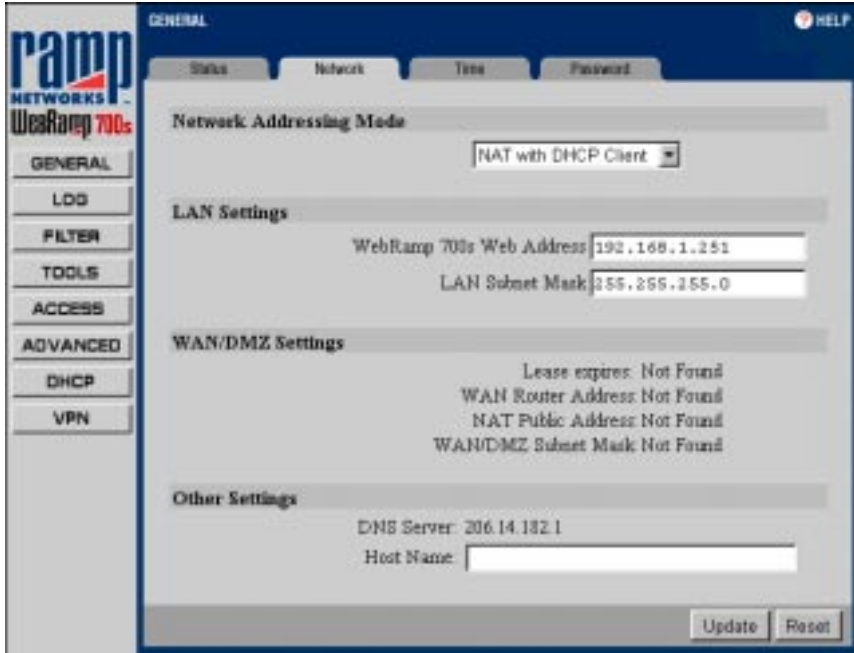 ramp
NETWORKS
WebRamp 700s
GENERAL
LOG
FILTER
TOOLS
ACCESS
ADVANCED
DHCP
VPN
GENERAL
HELP
Status Network Time Password
Network Addressing Mode
NAT with DHCP Client
LAN Settings
WebRamp 700s Web Address 192.168.1.251
LAN Subnet Mask 255.255.255.0
WAN/DMZ Settings
Lease expires: Not Found
WAN Router Address: Not Found
NAT Public Address: Not Found
WAN/DMZ Subnet Mask: Not Found
Other Settings
DNS Server: 206.14.182.1
Host Name:
Update Reset